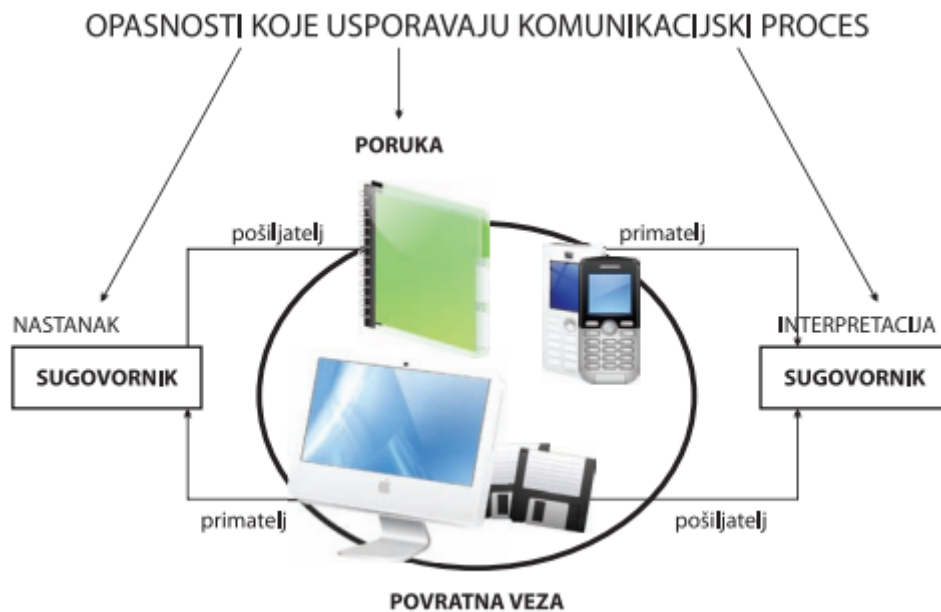 OPASNOSTI KOJE USPORAVAJU KOMUNIKACIJSKI PROCES
PORUKA
pošiljatelj
primatelj
NASTANAK
INTERPRETACIJA
SUGOVORNIK
SUGOVORNIK
primatelj
pošiljatelj
POVRATNA VEZA